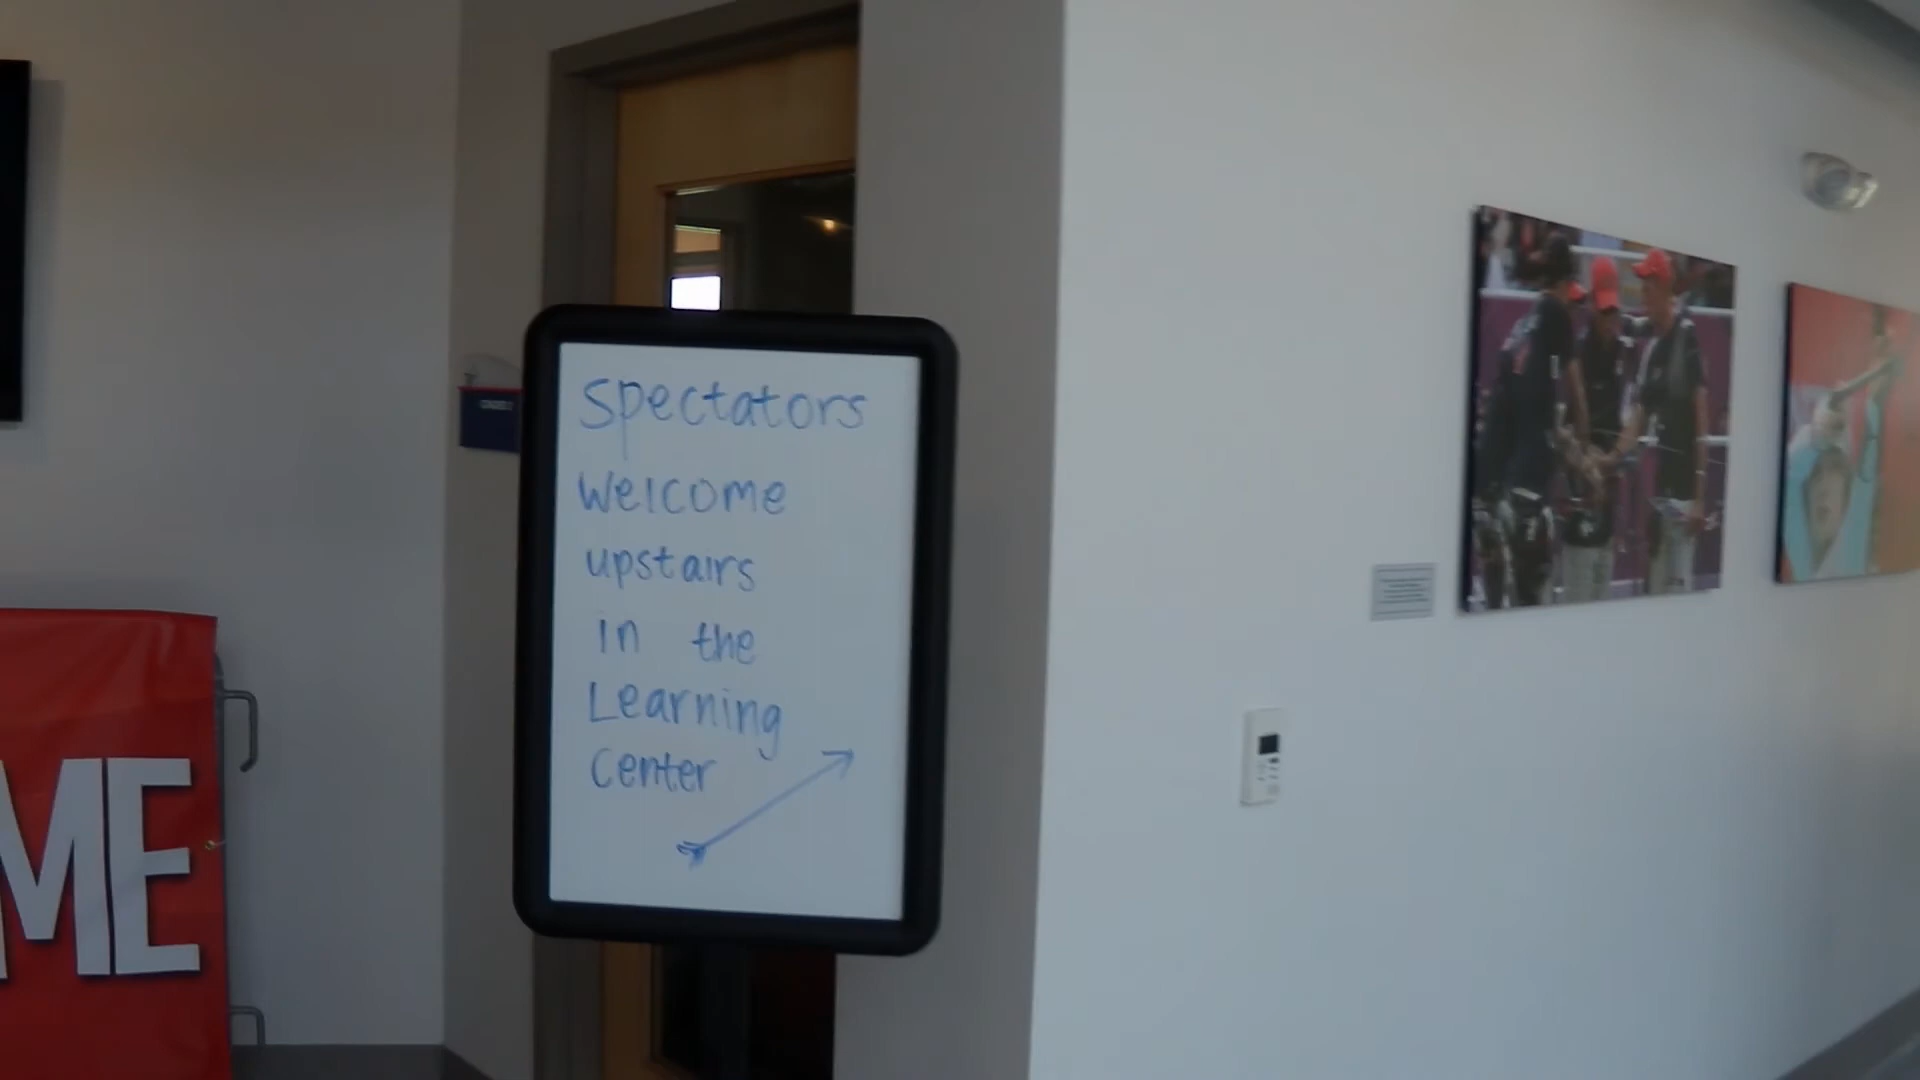 Spectators
Welcome
upstairs
in the
Learning
Center
ME